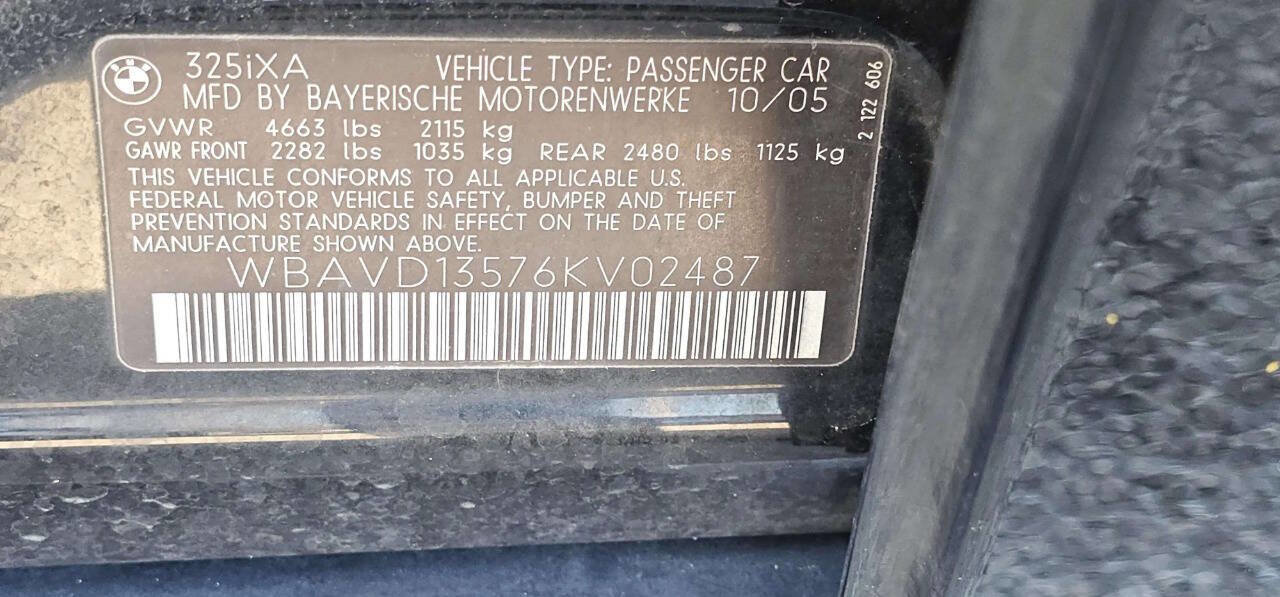 BMW
325iXA VEHICLE TYPE: PASSENGER CAR
MFD BY BAYERISCHE MOTORENWERKE 10/05
GVWR 4663 lbs 2115 kg
GAWR FRONT 2282 lbs 1035 kg REAR 2480 lbs 1125 kg
THIS VEHICLE CONFORMS TO ALL APPLICABLE U.S.
FEDERAL MOTOR VEHICLE SAFETY, BUMPER AND THEFT
PREVENTION STANDARDS IN EFFECT ON THE DATE OF
MANUFACTURE SHOWN ABOVE.
WBAVD13576KV02487
2 122 606